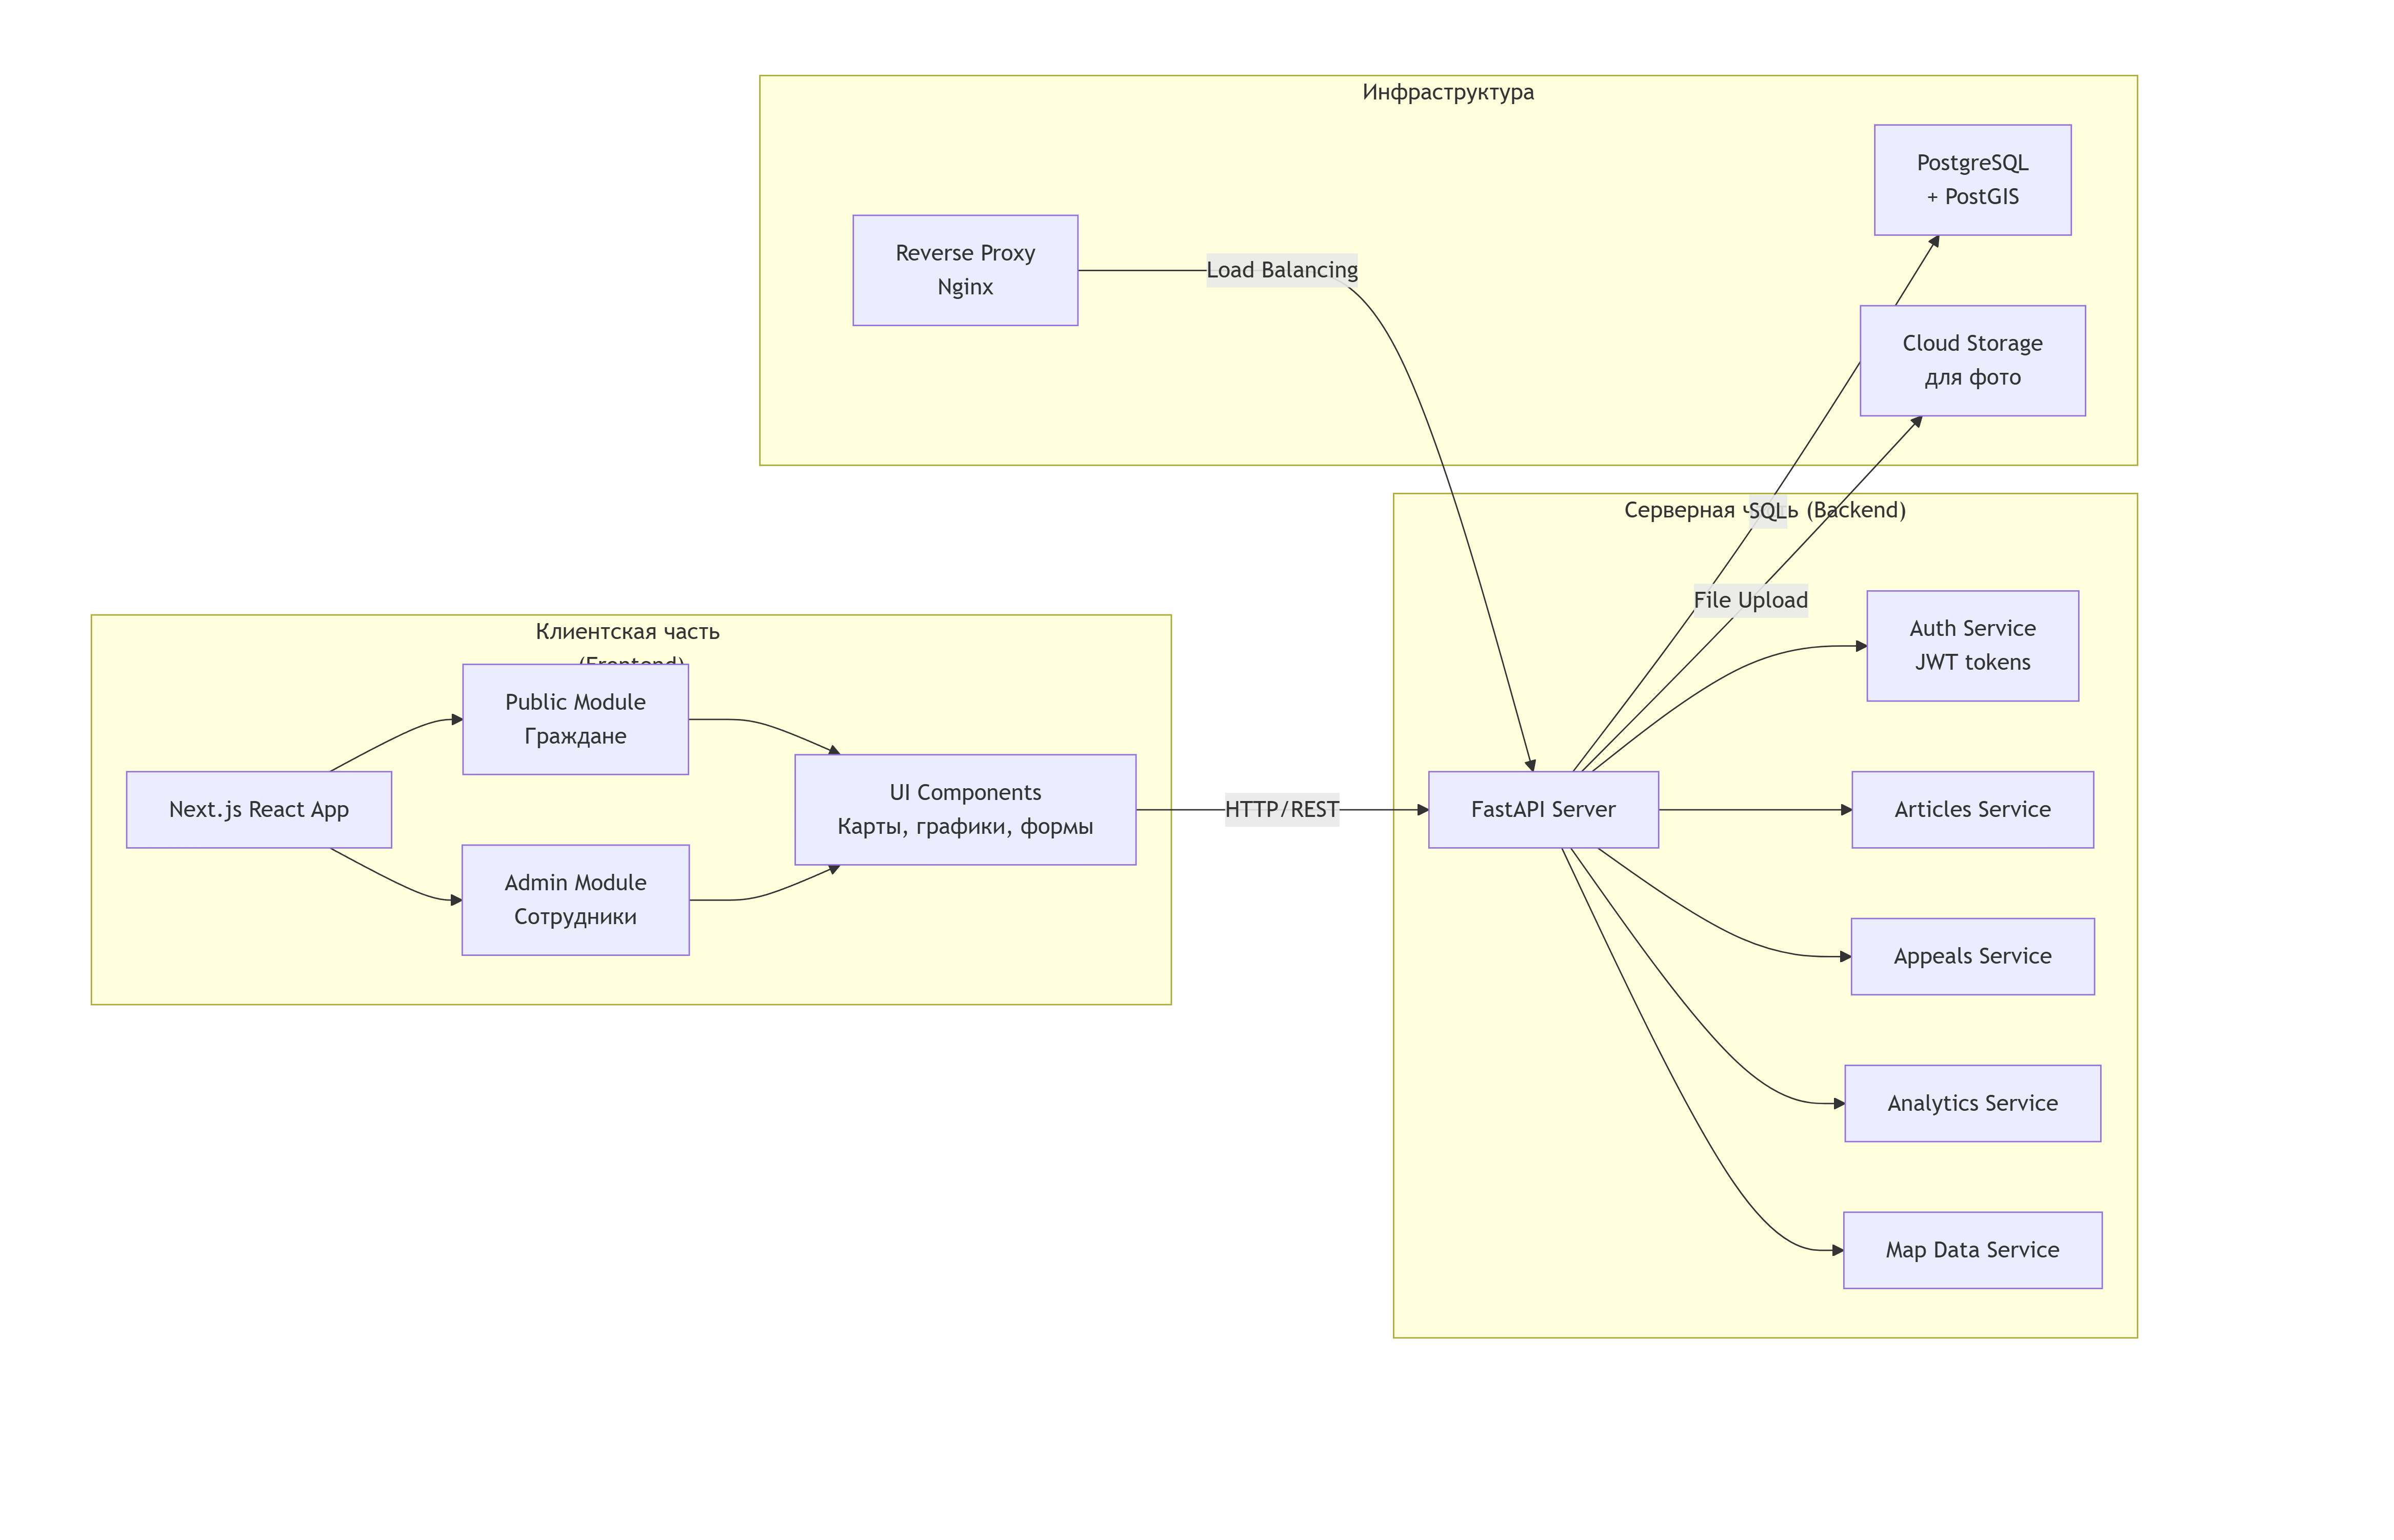 Инфраструктура
PostgreSQL
+ PostGIS
Reverse Proxy
Nginx
Load Balancing
Cloud Storage
для фото
Серверная (Backend)
SQL
File Upload
Клиентская часть
(Frontend)
Auth Service
JWT tokens
Public Module
Граждане
Next.js React App
UI Components
Карты, графики, формы
HTTP/REST
FastAPI Server
Articles Service
Admin Module
Сотрудники
Appeals Service
Analytics Service
Map Data Service